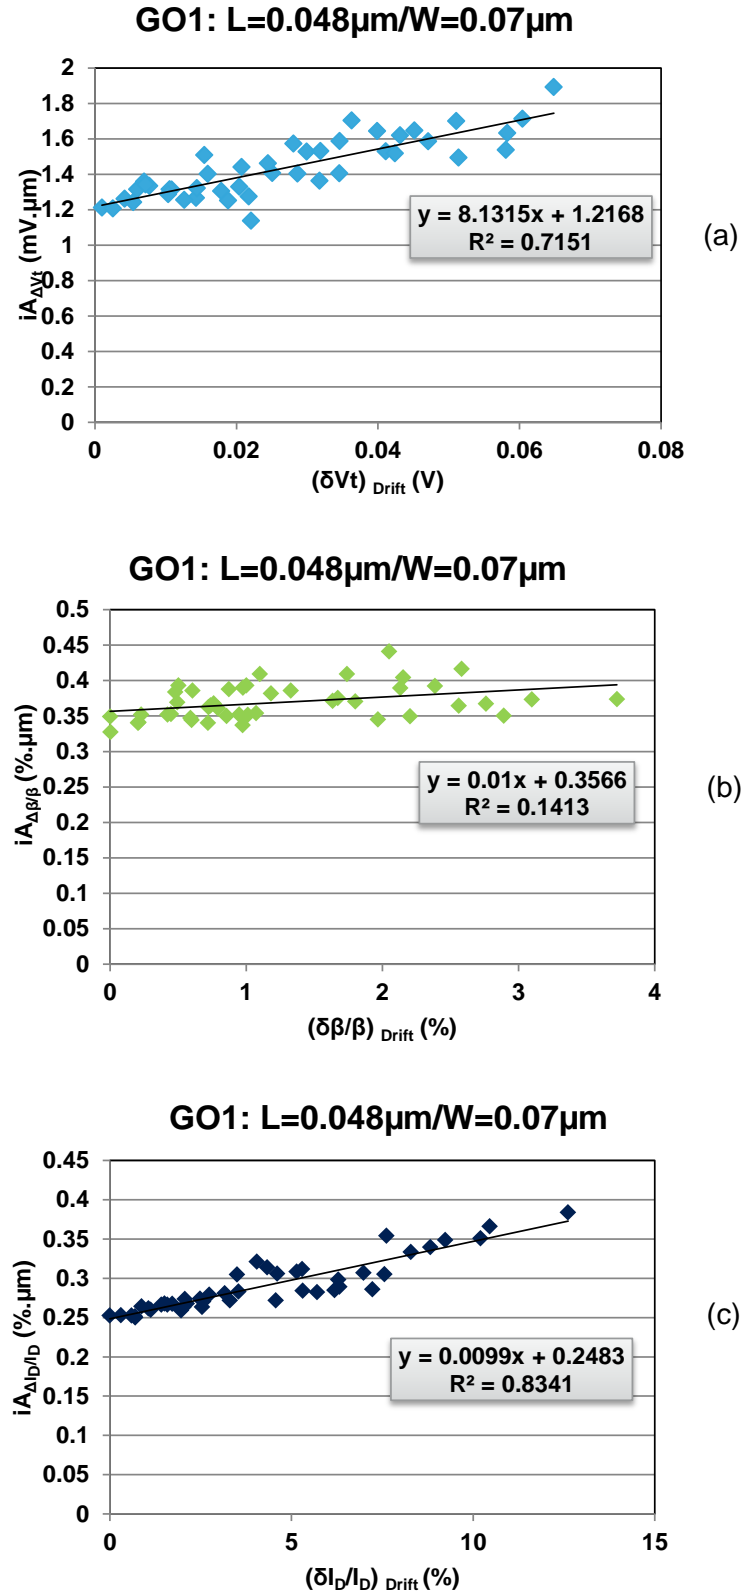 GO1: L=0.048µm/W=0.07µm
2
1.8
1.6
1.4
1.2
1
0.8
0.6
0.4
0.2
0
iAΔVt (mV.µm)
y = 8.1315x + 1.2168
R² = 0.7151
(a)
0 0.02 0.04 0.06 0.08
(δVt) Drift (V)
GO1: L=0.048µm/W=0.07µm
0.5
0.45
0.4
0.35
0.3
0.25
0.2
0.15
0.1
0.05
0
iAΔβ/β (%.µm)
y = 0.01x + 0.3566
R² = 0.1413
(b)
0 1 2 3 4
(δβ/β) Drift (%)
GO1: L=0.048µm/W=0.07µm
0.45
0.4
0.35
0.3
0.25
0.2
0.15
0.1
0.05
0
iAΔID/ID (%.µm)
y = 0.0099x + 0.2483
R² = 0.8341
(c)
0 5 10 15
(δID/ID) Drift (%)